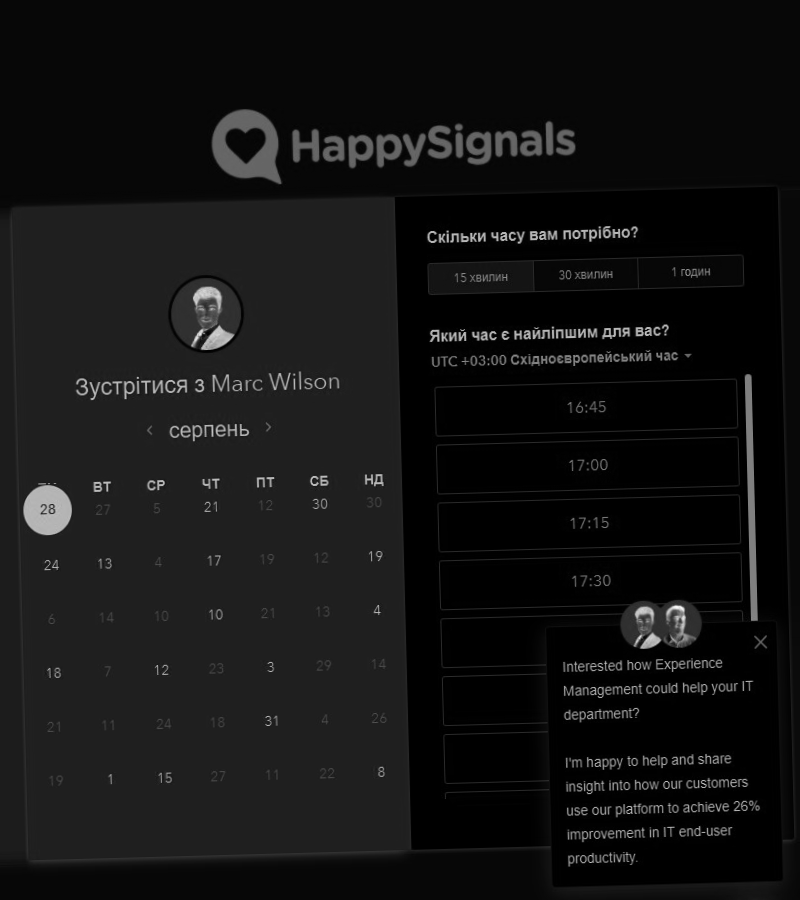 HappySignals
Зустрітися з Marc Wilson
серпень
ВТ СР ЧТ ПТ СБ НД
28 27 5 21 12 30 30
24 13 4 17 19 12 19
6 14 10 10 21 13 4
18 7 12 23 3 29 14
21 11 24 18 31 4 26
19 1 15 27 11 22 8
Скільки часу вам потрібно?
15 хвилин 30 хвилин 1 годин
Який час є найліпшим для вас?
UTC +03:00 Східноєвропейський час
16:45
17:00
17:15
17:30
Interested how Experience
Management could help your IT
department?
I'm happy to help and share
insight into how our customers
use our platform to achieve 26%
improvement in IT end-user
productivity.